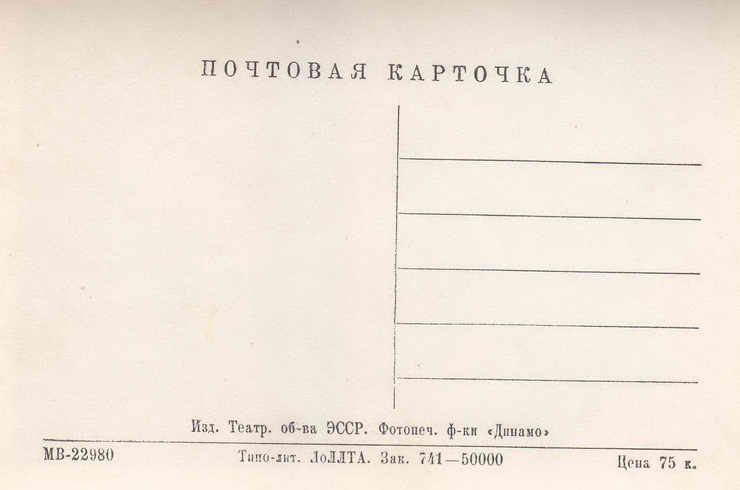 ПОЧТОВАЯ КАРТОЧКА
Изд. Театр. об-ва ЭССР. Фотопеч. ф-ки «Динамо»
МВ-22980
Типо-лит. ЛоЛЛТА. Зак. 741—50000
Цена 75 к.